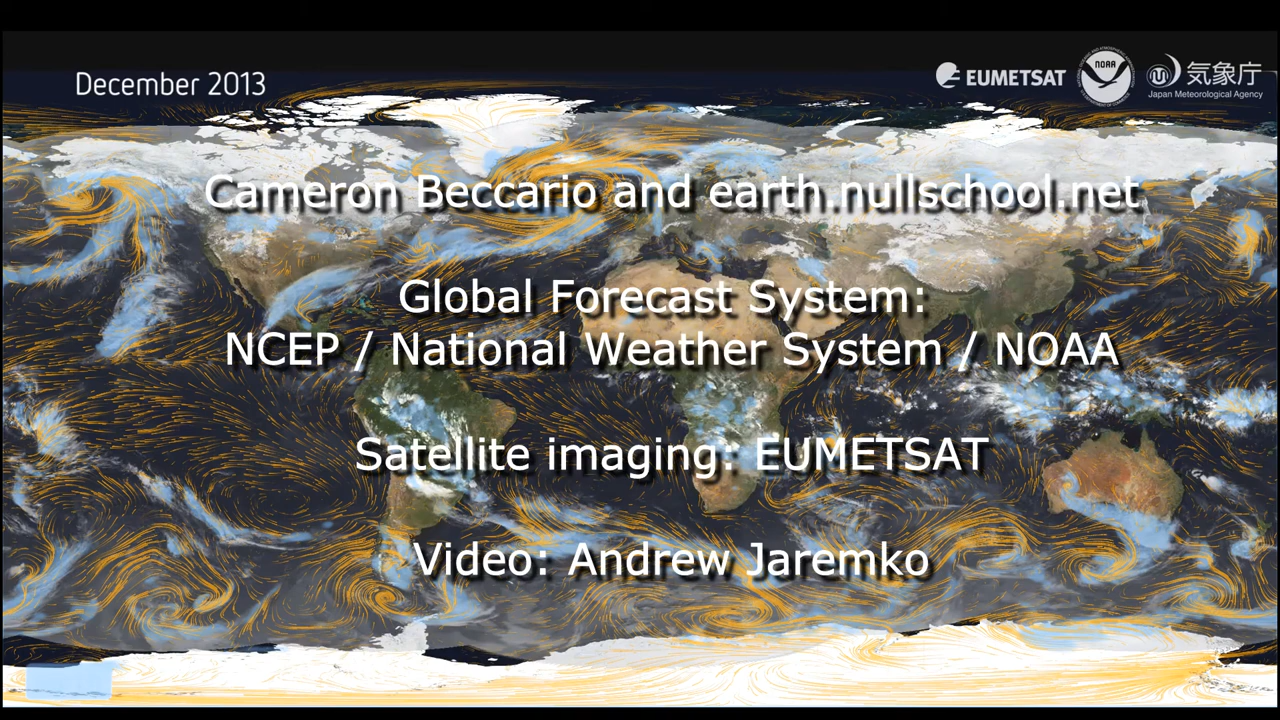 December 2013
EUMETSAT
NOAA
気象庁
Japan Meteorological Agency
Cameron Beccario and earth.nullschool.net
Global Forecast System:
NCEP / National Weather System / NOAA
Satellite imaging: EUMETSAT
Video: Andrew Jaremko